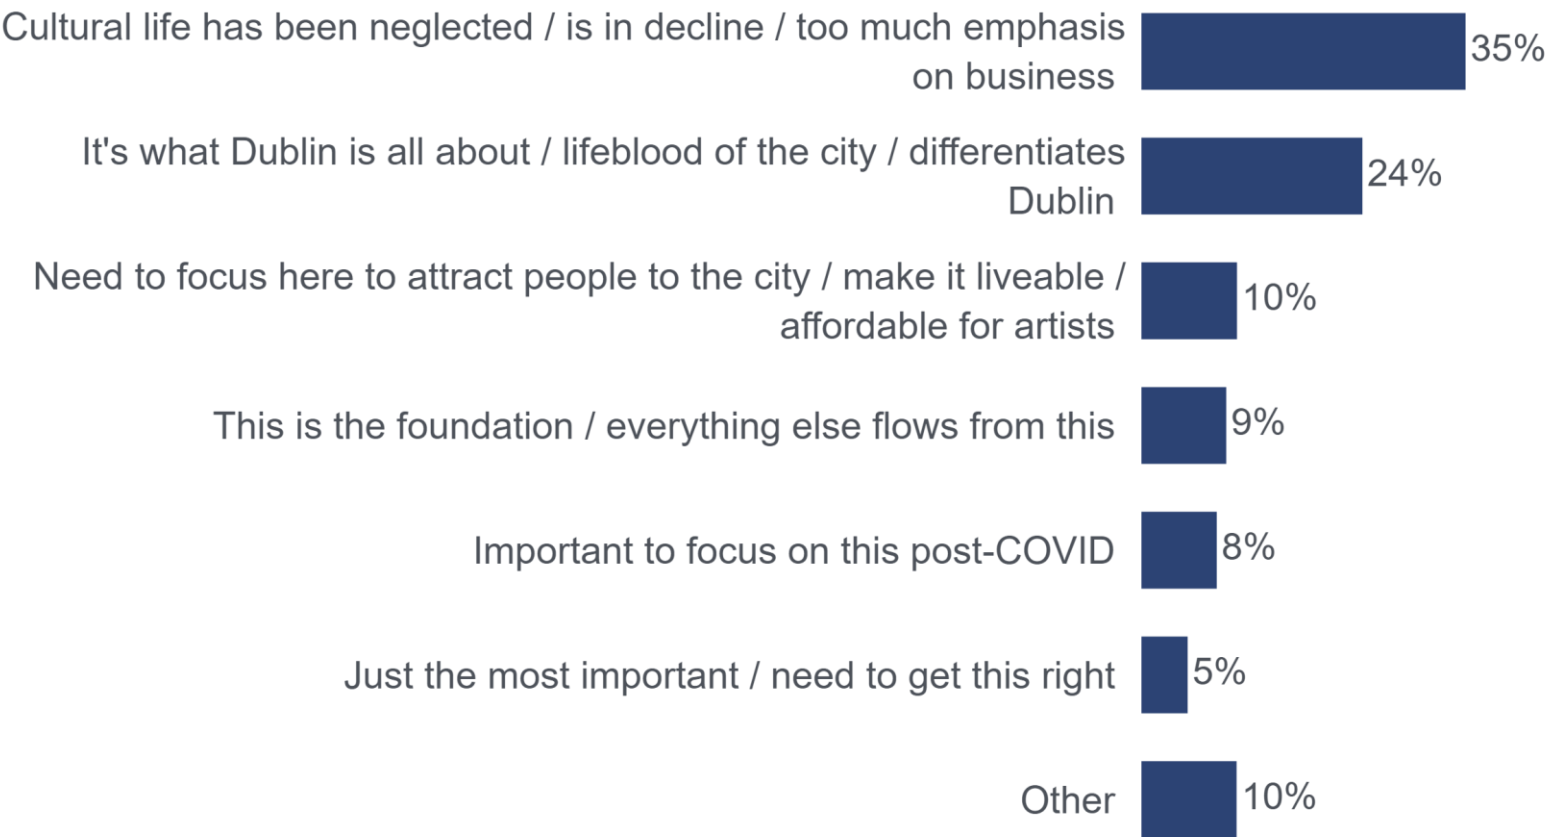 Cultural life has been neglected / is in decline / too much emphasis
on business
35%
It's what Dublin is all about / lifeblood of the city / differentiates
Dublin
24%
Need to focus here to attract people to the city / make it liveable /
affordable for artists
10%
This is the foundation / everything else flows from this
9%
Important to focus on this post-COVID
8%
Just the most important / need to get this right
5%
Other
10%